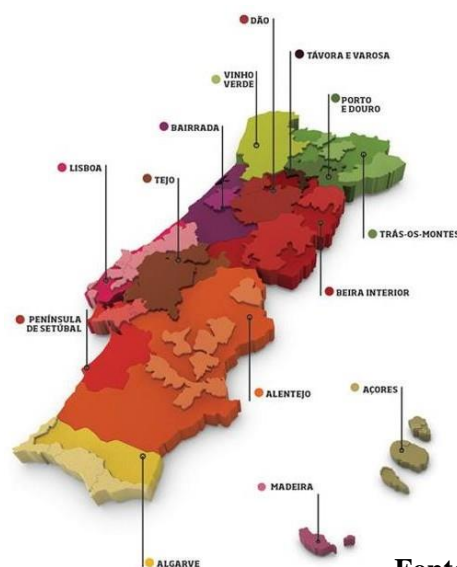 DÃO
TÁVORA E VAROSA
VINHO
VERDE
PORTO
E DOURO
BAIRRADA
LISBOA
TEJO
TRÁS-OS-MONTES
BEIRA INTERIOR
PENÍNSULA
DE SETÚBAL
ALENTEJO
AÇORES
MADEIRA
ALGARVE